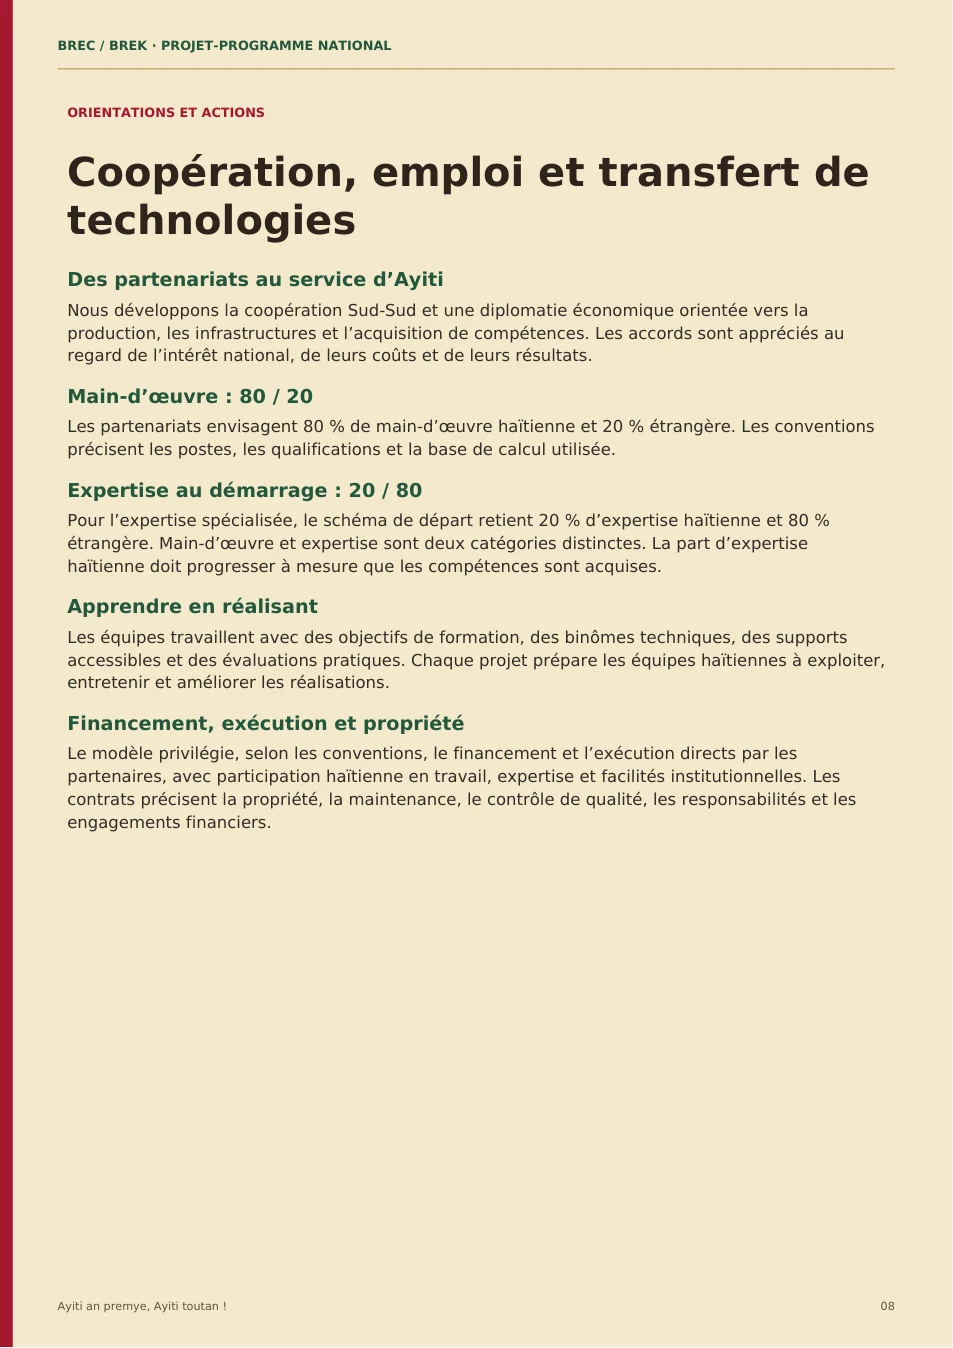 BREC / BREK · PROJET-PROGRAMME NATIONAL
ORIENTATIONS ET ACTIONS
Coopération, emploi et transfert de
technologies
Des partenariats au service d’Ayiti
Nous développons la coopération Sud-Sud et une diplomatie économique orientée vers la
production, les infrastructures et l’acquisition de compétences. Les accords sont appréciés au
regard de l’intérêt national, de leurs coûts et de leurs résultats.
Main-d’œuvre : 80 / 20
Les partenariats envisagent 80 % de main-d’œuvre haïtienne et 20 % étrangère. Les conventions
précisent les postes, les qualifications et la base de calcul utilisée.
Expertise au démarrage : 20 / 80
Pour l’expertise spécialisée, le schéma de départ retient 20 % d’expertise haïtienne et 80 %
étrangère. Main-d’œuvre et expertise sont deux catégories distinctes. La part d’expertise
haïtienne doit progresser à mesure que les compétences sont acquises.
Apprendre en réalisant
Les équipes travaillent avec des objectifs de formation, des binômes techniques, des supports
accessibles et des évaluations pratiques. Chaque projet prépare les équipes haïtiennes à exploiter,
entretenir et améliorer les réalisations.
Financement, exécution et propriété
Le modèle privilégie, selon les conventions, le financement et l’exécution directs par les
partenaires, avec participation haïtienne en travail, expertise et facilités institutionnelles. Les
contrats précisent la propriété, la maintenance, le contrôle de qualité, les responsabilités et les
engagements financiers.
Ayiti an premye, Ayiti toutan !
08